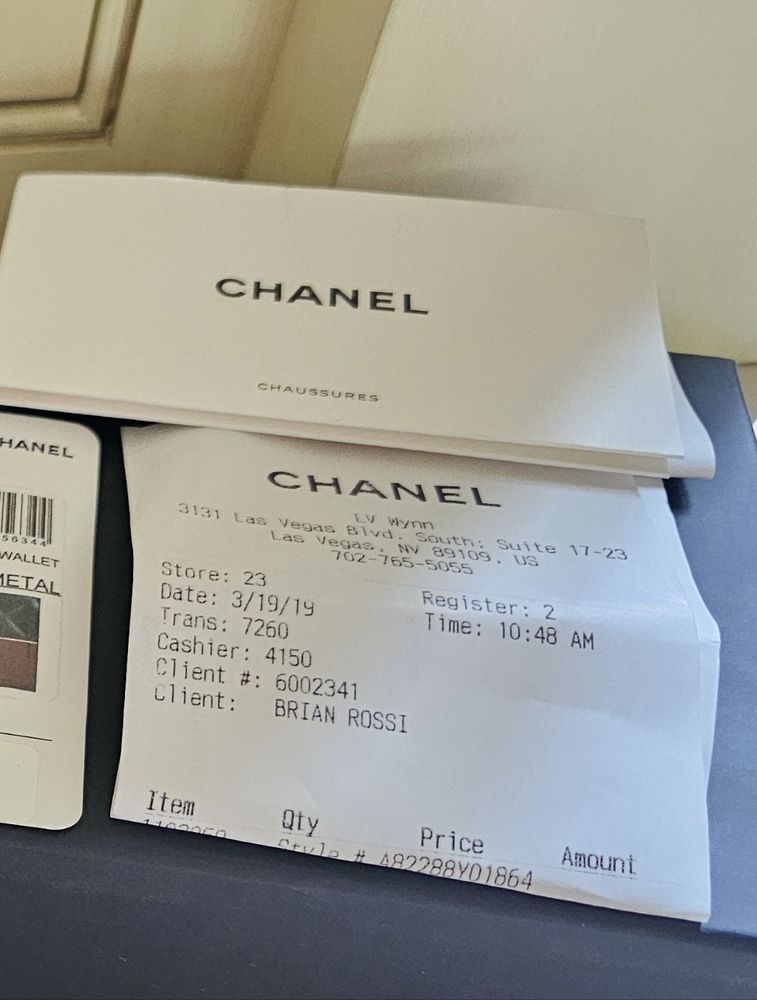 CHANEL
CHAUSSURES
HANEL
56344
WALLET
METAL
CHANEL
LV Wynn
3131 Las Vegas Blvd. South; Suite 17-23
Las Vegas, NV 89109, US
702-765-5055
Store: 23
Date: 3/19/19 Register: 2
Trans: 7260 Time: 10:48 AM
Cashier: 4150
Client #: 6002341
Client: BRIAN ROSSI
Item Qty Price Amount
Style # A82288Y01864